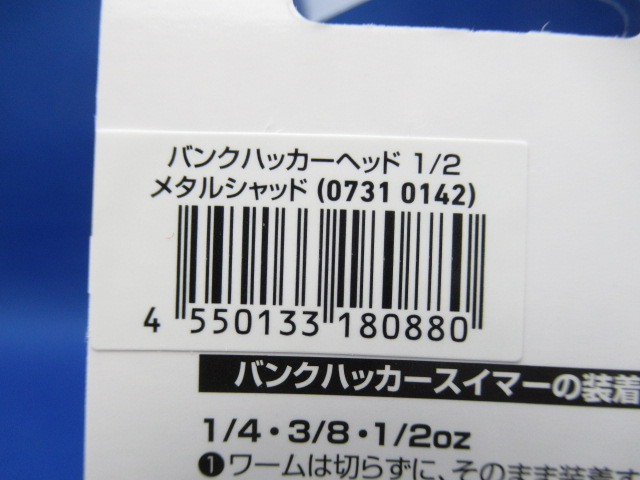 バンクハッカーヘッド 1/2
メタルシャッド (0731 0142)
4 550133 180880
バンクハッカースイマーの装着
1/4・3/8・1/2oz
❶ワームは切らずに、そのまま装着す